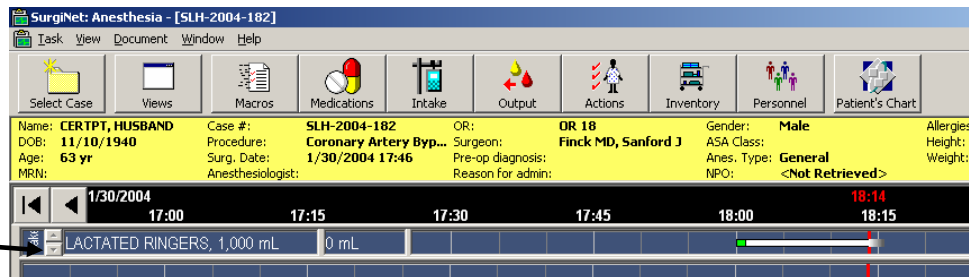 SurgiNet: Anesthesia - [SLH-2004-182]
Task View Document Window Help
Select Case Views Macros Medications Intake Output Actions Inventory Personnel Patient's Chart
Name: CERTPT, HUSBAND Case #: SLH-2004-182 OR: OR 18 Gender: Male Allergies
DOB: 11/10/1940 Procedure: Coronary Artery Byp... Surgeon: Finck MD, Sanford J ASA Class: Height:
Age: 63 yr Surg. Date: 1/30/2004 17:46 Pre-op diagnosis: Anes. Type: General Weight:
MRN: Anesthesiologist: Reason for admin: NPO: <Not Retrieved>
1/30/2004 18:14
17:00 17:15 17:30 17:45 18:00 18:15
LACTATED RINGERS, 1,000 mL 0 mL